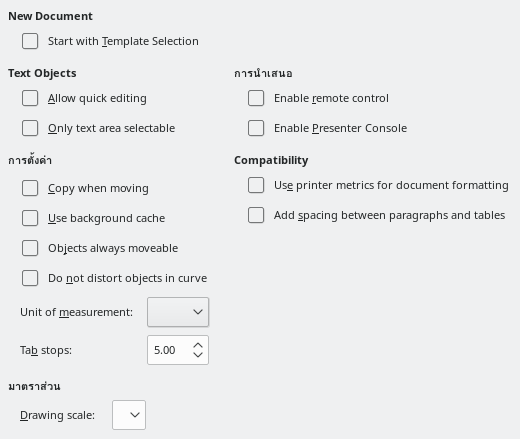 New Document
Start with Template Selection
Text Objects
Allow quick editing
Only text area selectable
การนำเสนอ
Enable remote control
Enable Presenter Console
การตั้งค่า
Copy when moving
Use background cache
Objects always moveable
Do not distort objects in curve
Unit of measurement:
Tab stops:
5.00
Compatibility
Use printer metrics for document formatting
Add spacing between paragraphs and tables
มาตราส่วน
Drawing scale: